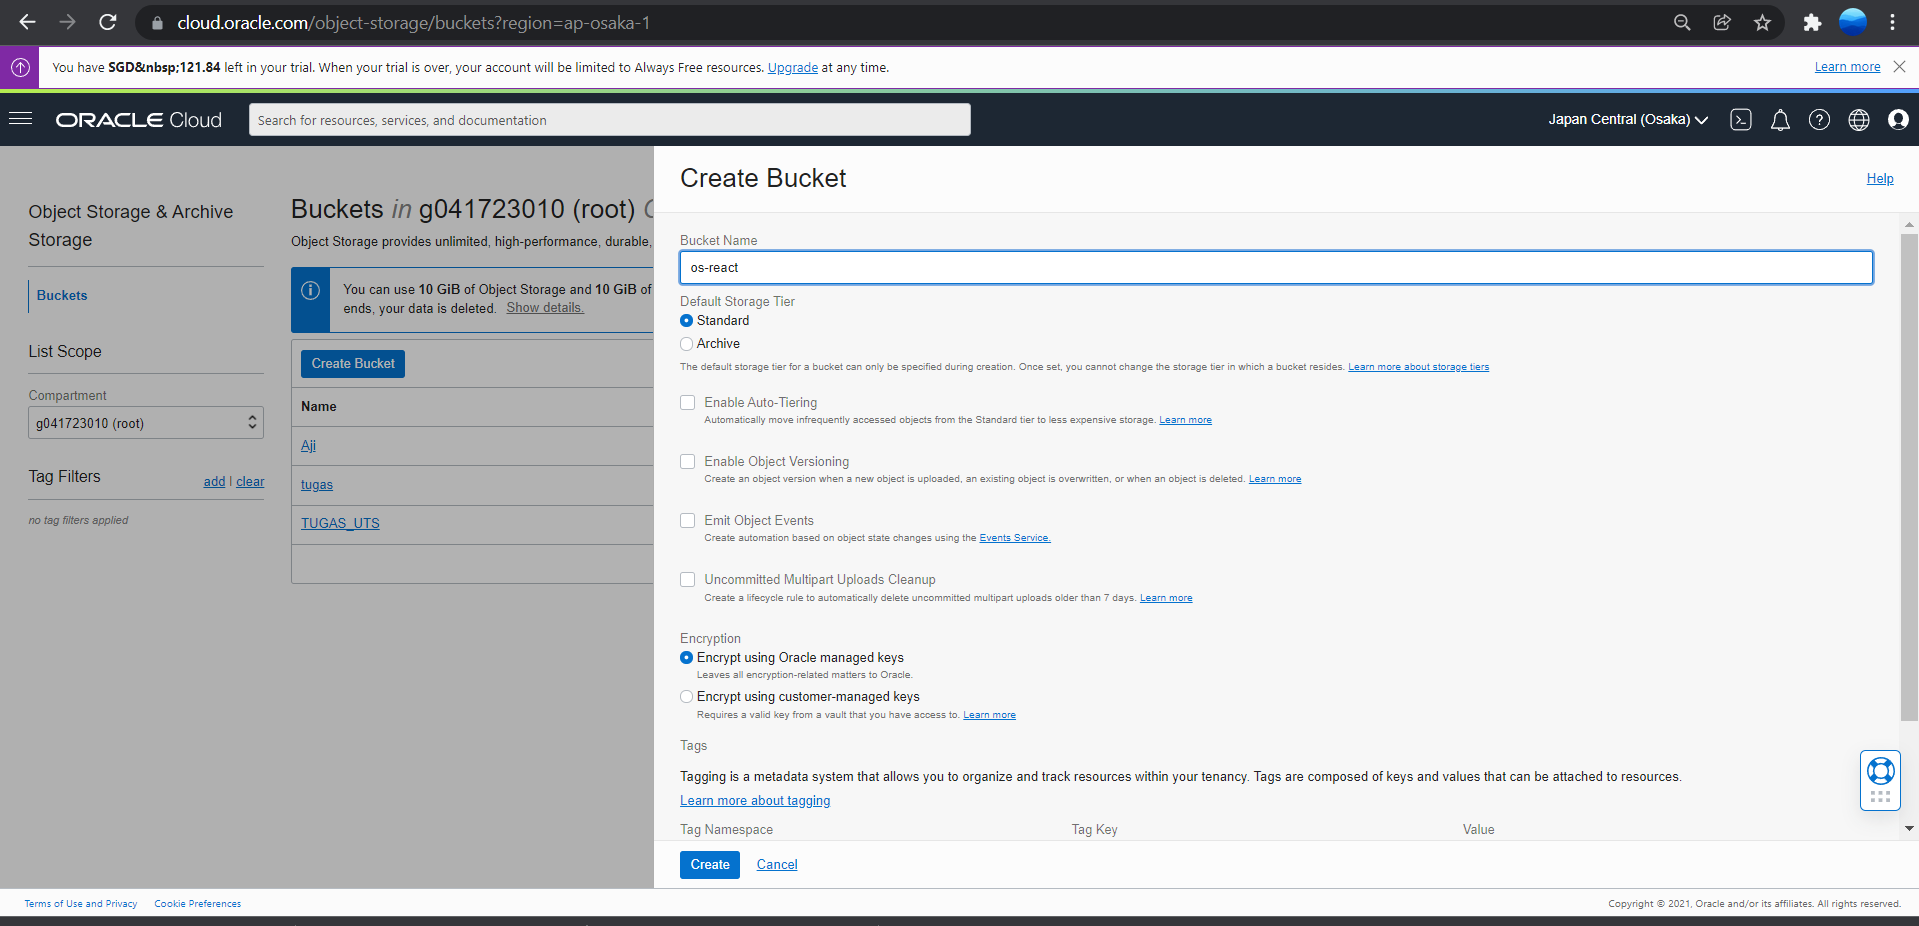 cloud.oracle.com/object-storage/buckets?region=ap-osaka-1
You have SGD&nbsp;121.84 left in your trial. When your trial is over, your account will be limited to Always Free resources. Upgrade at any time.
Learn more
ORACLE Cloud
Search for resources, services, and documentation
Japan Central (Osaka)
Object Storage & Archive
Storage
Buckets
List Scope
Compartment
g041723010 (root)
Tag Filters
add | clear
no tag filters applied
Buckets in g041723010 (root)
Object Storage provides unlimited, high-performance, durable,
You can use 10 GiB of Object Storage and 10 GiB of
ends, your data is deleted. Show details.
Create Bucket
Name
Aji
tugas
TUGAS_UTS
Create Bucket
Help
Bucket Name
os-react
Default Storage Tier
Standard
Archive
The default storage tier for a bucket can only be specified during creation. Once set, you cannot change the storage tier in which a bucket resides. Learn more about storage tiers
Enable Auto-Tiering
Automatically move infrequently accessed objects from the Standard tier to less expensive storage. Learn more
Enable Object Versioning
Create an object version when a new object is uploaded, an existing object is overwritten, or when an object is deleted. Learn more
Emit Object Events
Create automation based on object state changes using the Events Service.
Uncommitted Multipart Uploads Cleanup
Create a lifecycle rule to automatically delete uncommitted multipart uploads older than 7 days. Learn more
Encryption
Encrypt using Oracle managed keys
Leaves all encryption-related matters to Oracle.
Encrypt using customer-managed keys
Requires a valid key from a vault that you have access to. Learn more
Tags
Tagging is a metadata system that allows you to organize and track resources within your tenancy. Tags are composed of keys and values that can be attached to resources.
Learn more about tagging
Tag Namespace
Tag Key
Value
Create
Cancel
Terms of Use and Privacy
Cookie Preferences
Copyright © 2021, Oracle and/or its affiliates. All rights reserved.